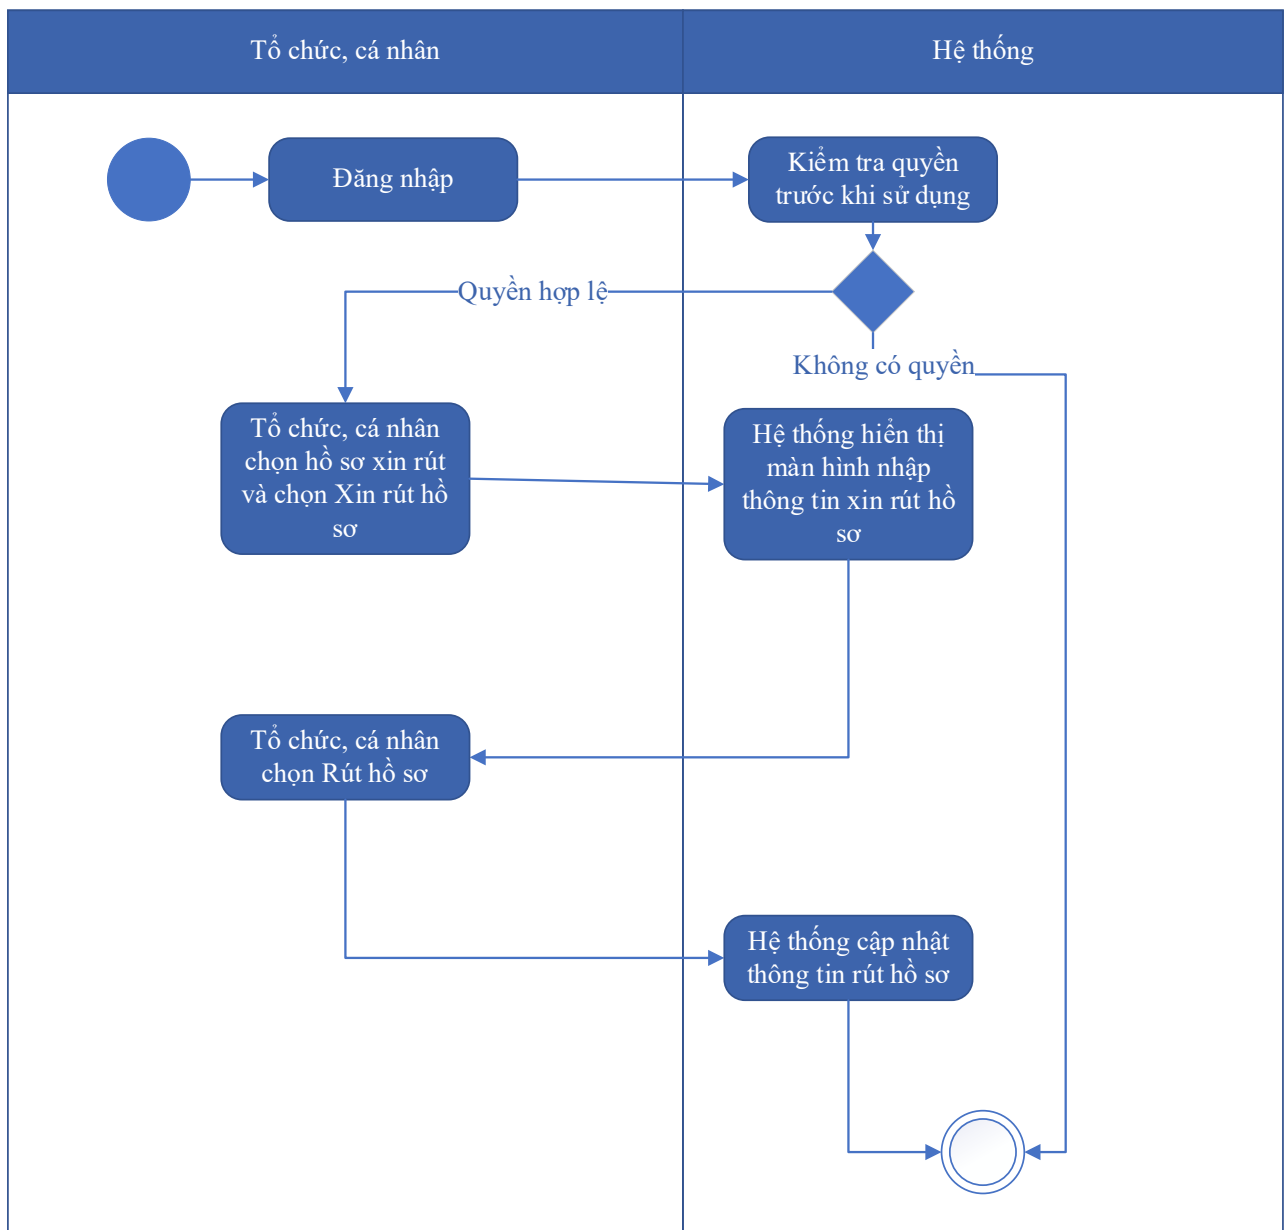 Tổ chức, cá nhân
Hệ thống
Đăng nhập
Kiểm tra quyền
trước khi sử dụng
Quyền hợp lệ
Không có quyền
Tổ chức, cá nhân
chọn hồ sơ xin rút
và chọn Xin rút hồ
sơ
Hệ thống hiển thị
màn hình nhập
thông tin xin rút hồ
sơ
Tổ chức, cá nhân
chọn Rút hồ sơ
Hệ thống cập nhật
thông tin rút hồ sơ